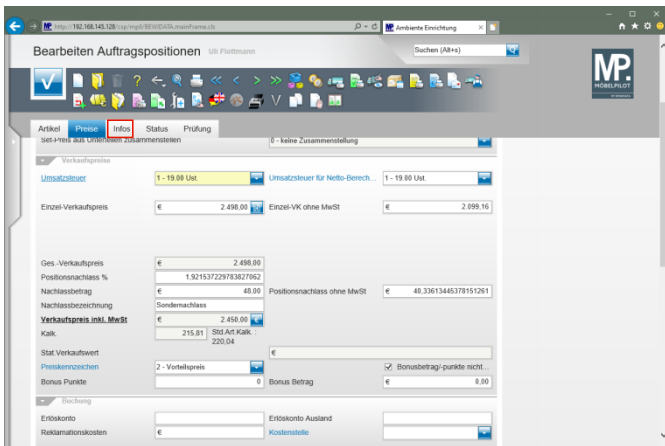 http://192.168.145.128/csp/mp8/BEWIDATA.mainFrame.cls
MP Ambiente Einrichtung
Bearbeiten Auftragspositionen Uli Flottmann
Suchen (Alt+s)
MP.
MÖBELPILOT
Artikel Preise Infos Status Prüfung
Set-Preis aus Unterteilen zusammenstellen 0 - keine Zusammenstellung
Verkaufspreise
Umsatzsteuer 1 - 19.00 Ust. Umsatzsteuer für Netto-Berech... 1 - 19.00 Ust.
Einzel-Verkaufspreis € 2.498,00 Einzel-VK ohne MwSt € 2.099,16
Ges.-Verkaufspreis € 2.498,00
Positionsnachlass % 1,921537229783827062
Nachlassbetrag € 48,00 Positionsnachlass ohne MwSt € 40,33613445378151261
Nachlassbezeichnung Sondernachlass
Verkaufspreis inkl. MwSt € 2.450,00
Kalk. 215,81 Std.Art.Kalk. :
220,04
Stat.Verkaufswert €
Preiskennzeichen 2 - Vorteilspreis Bonusbetrag/-punkte nicht...
Bonus Punkte 0 Bonus Betrag € 0,00
Buchung
Erlöskonto Erlöskonto Ausland
Reklamationskosten € Kostenstelle